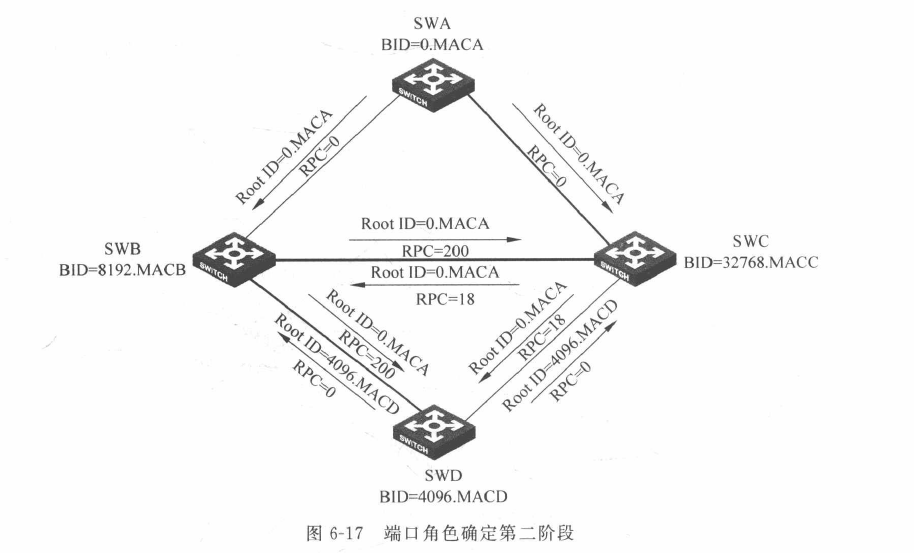 SWA
BID=0.MACA
SWITCH
Root ID=0.MACA
RPC=0
Root ID=0.MACA
RPC=0
Root ID=0.MACA
RPC=200
Root ID=0.MACA
RPC=18
SWB
BID=8192.MACB
SWITCH
SWC
BID=32768.MACC
SWITCH
Root ID=0.MACA
RPC=200
Root ID=4096.MACD
RPC=0
Root ID=0.MACA
RPC=18
Root ID=4096.MACD
RPC=0
SWITCH
SWD
BID=4096.MACD
图 6-17 端口角色确定第二阶段